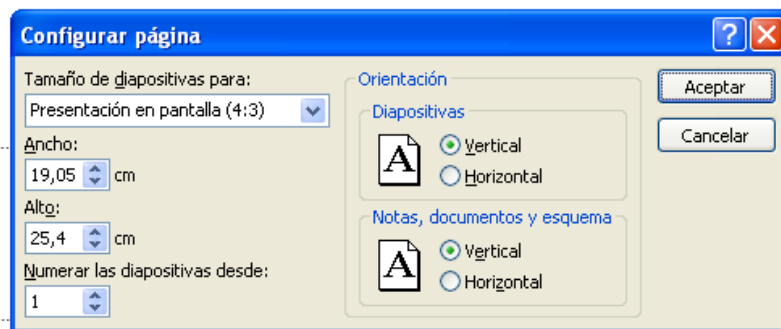 Configurar página
Tamaño de diapositivas para:
Presentación en pantalla (4:3)
Ancho:
19,05 cm
Alto:
25,4 cm
Numerar las diapositivas desde:
1
Orientación
Diapositivas
A
Vertical
Horizontal
Notas, documentos y esquema
A
Vertical
Horizontal
Aceptar
Cancelar